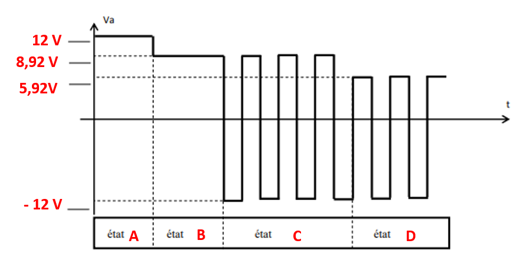 Va
12 V
8,92 V
5,92V
t
- 12 V
état A état B état C état D